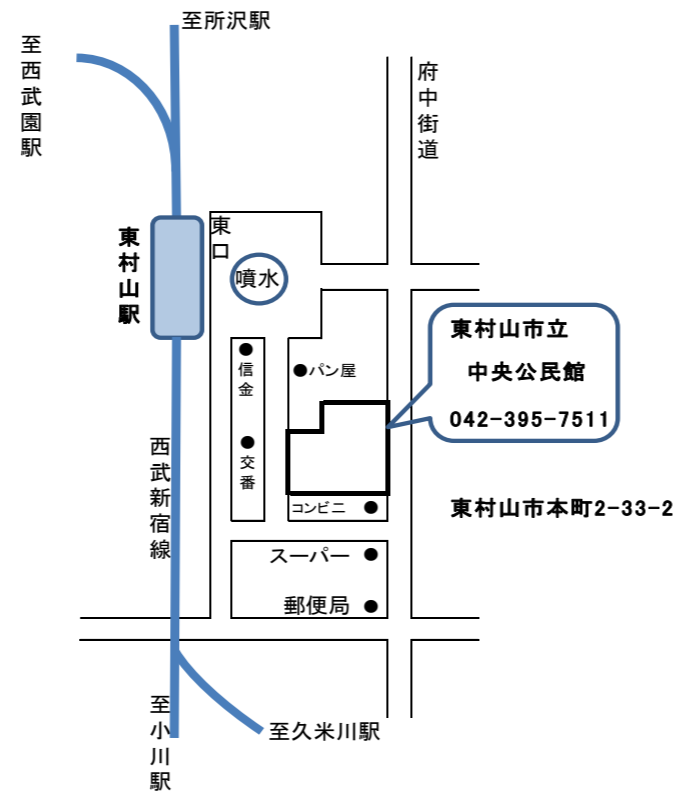 至所沢駅
至西武園駅
府中街道
東口
東村山駅
噴水
東村山市立
中央公民館
042-395-7511
信金
パン屋
交番
西武新宿線
コンビニ
東村山市本町2-33-2
スーパー
郵便局
至小川駅
至久米川駅